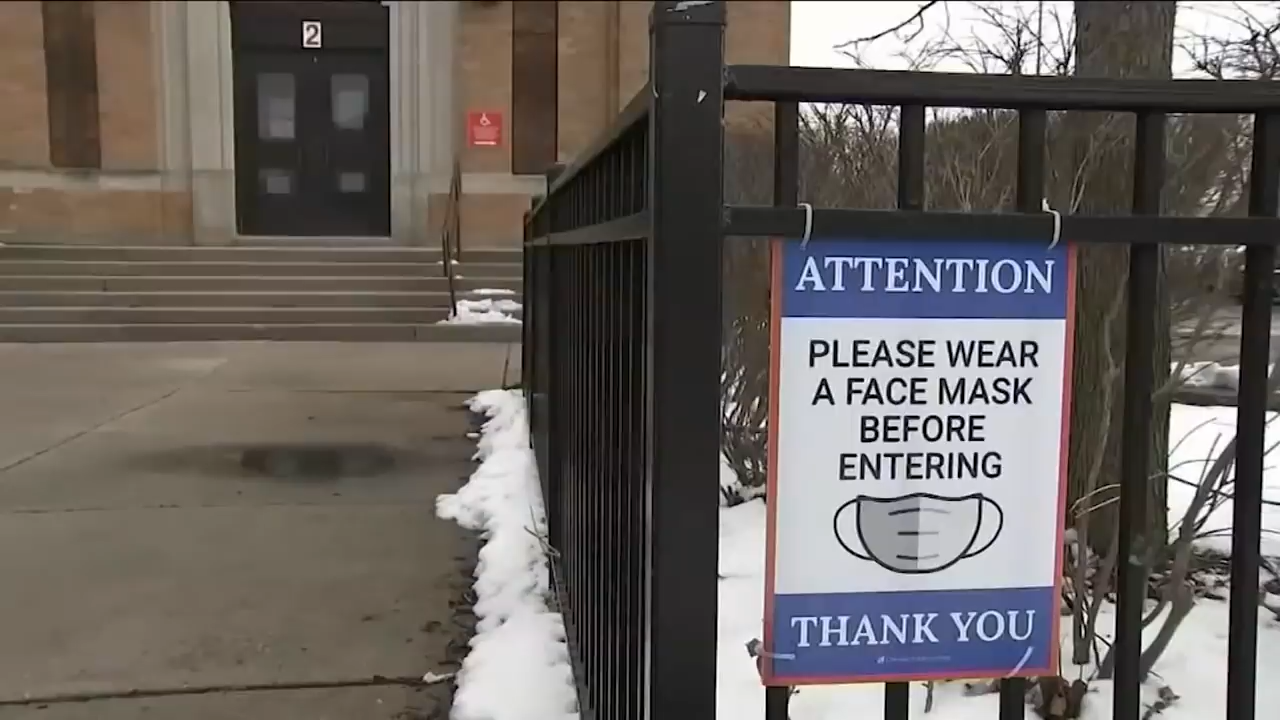 2
ATTENTION
PLEASE WEAR
A FACE MASK
BEFORE
ENTERING
THANK YOU